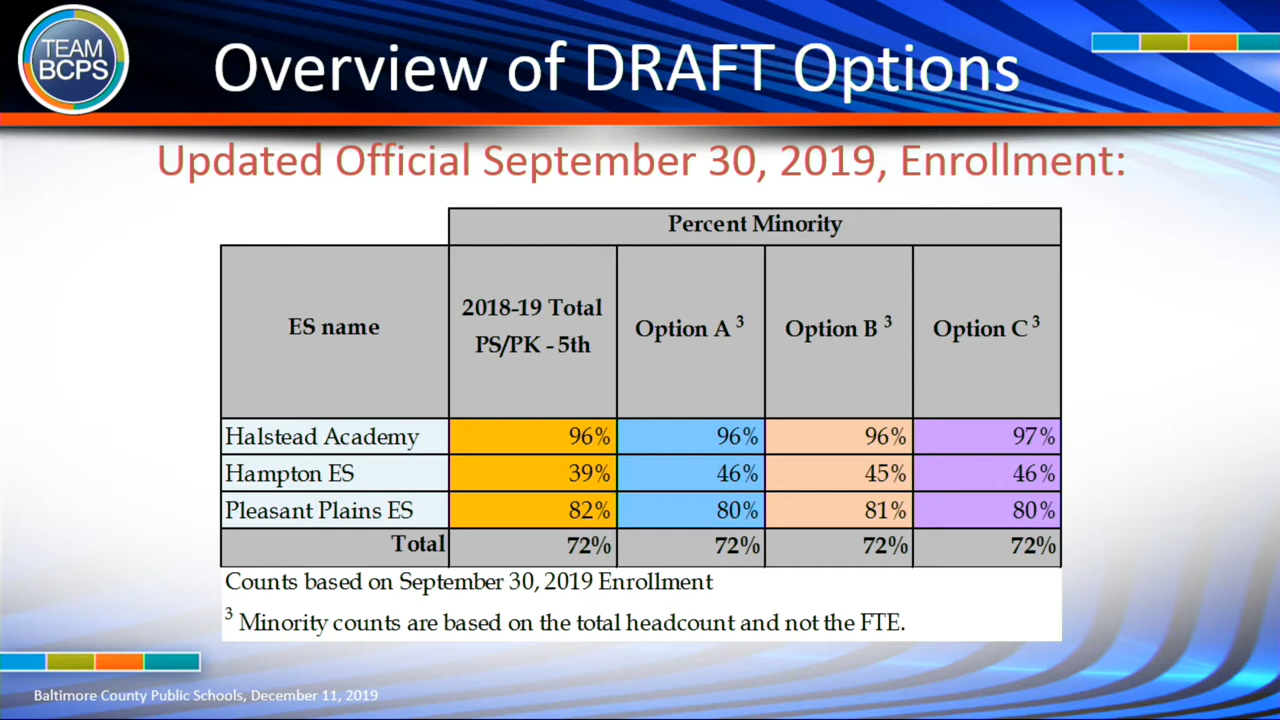 TEAM
BCPS
Overview of DRAFT Options
Updated Official September 30, 2019, Enrollment:
Percent Minority
ES name
2018-19 Total
PS/PK - 5th
Option A 3
Option B 3
Option C 3
Halstead Academy 96% 96% 96% 97%
Hampton ES 39% 46% 45% 46%
Pleasant Plains ES 82% 80% 81% 80%
Total 72% 72% 72% 72%
Counts based on September 30, 2019 Enrollment
3 Minority counts are based on the total headcount and not the FTE.
Baltimore County Public Schools, December 11, 2019